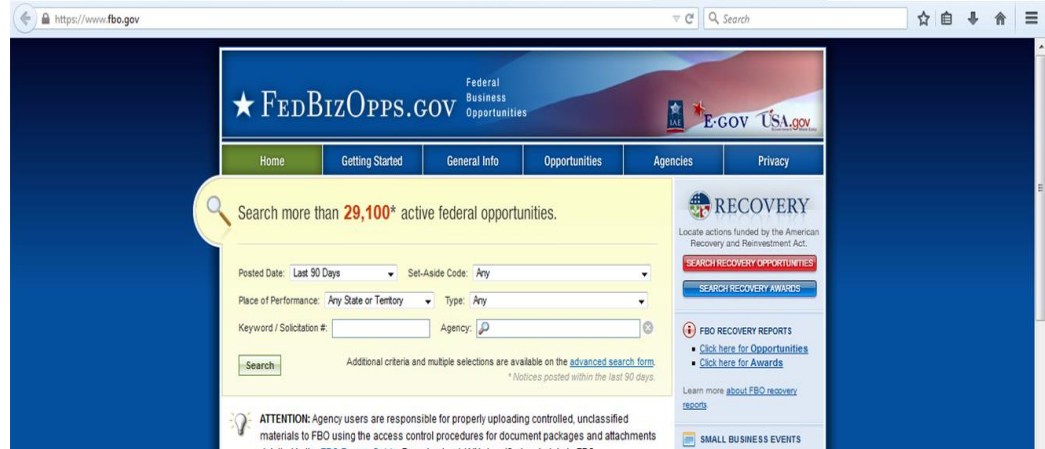 https://www.fbo.gov
Search
FEDBIZOPPS.GOV
Federal
Business
Opportunities
IAE
E-GOV
USA.gov
Home
Getting Started
General Info
Opportunities
Agencies
Privacy
Search more than 29,100* active federal opportunities.
Posted Date: Last 90 Days
Set-Aside Code: Any
Place of Performance: Any State or Territory
Type: Any
Keyword / Solicitation #:
Agency:
Search
Additional criteria and multiple selections are available on the advanced search form.
* Notices posted within the last 90 days.
ATTENTION: Agency users are responsible for properly uploading controlled, unclassified
materials to FBO using the access control procedures for document packages and attachments
RECOVERY
Locate actions funded by the American
Recovery and Reinvestment Act.
SEARCH RECOVERY OPPORTUNITIES
SEARCH RECOVERY AWARDS
FBO RECOVERY REPORTS
Click here for Opportunities
Click here for Awards
Learn more about FBO recovery
reports
SMALL BUSINESS EVENTS